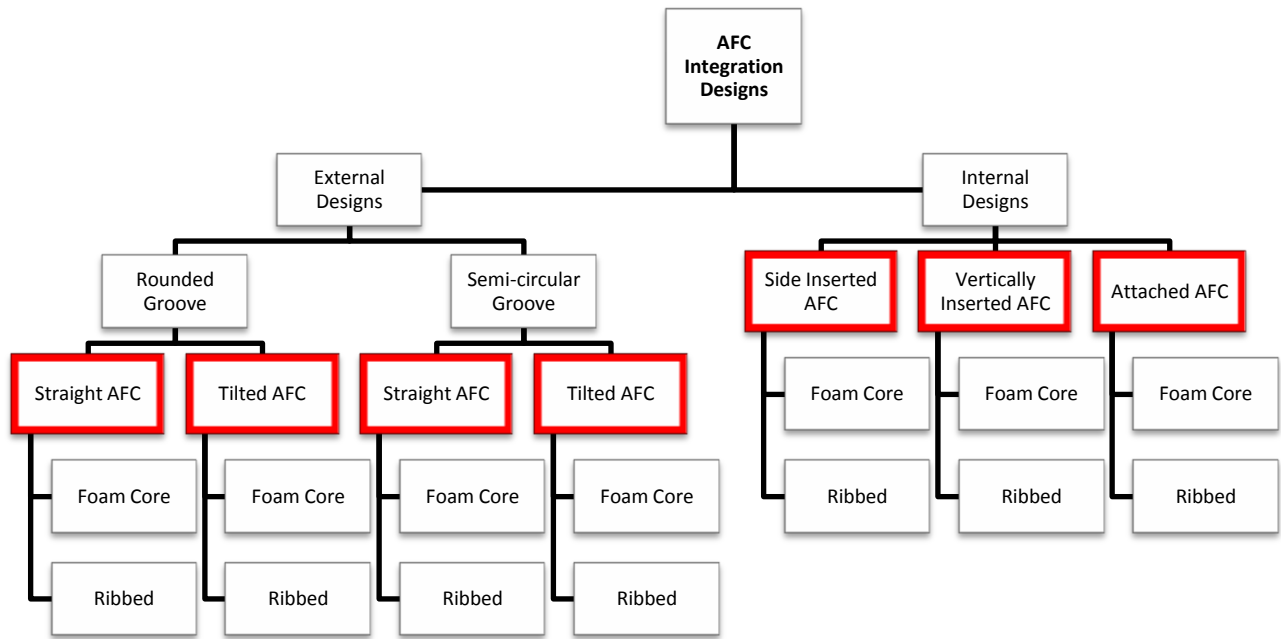 AFC
Integration
Designs
External
Designs
Internal
Designs
Rounded
Groove
Semi-circular
Groove
Side Inserted
AFC
Vertically
Inserted AFC
Attached AFC
Straight AFC
Tilted AFC
Straight AFC
Tilted AFC
Foam Core
Foam Core
Foam Core
Foam Core
Foam Core
Foam Core
Foam Core
Ribbed
Ribbed
Ribbed
Ribbed
Ribbed
Ribbed
Ribbed